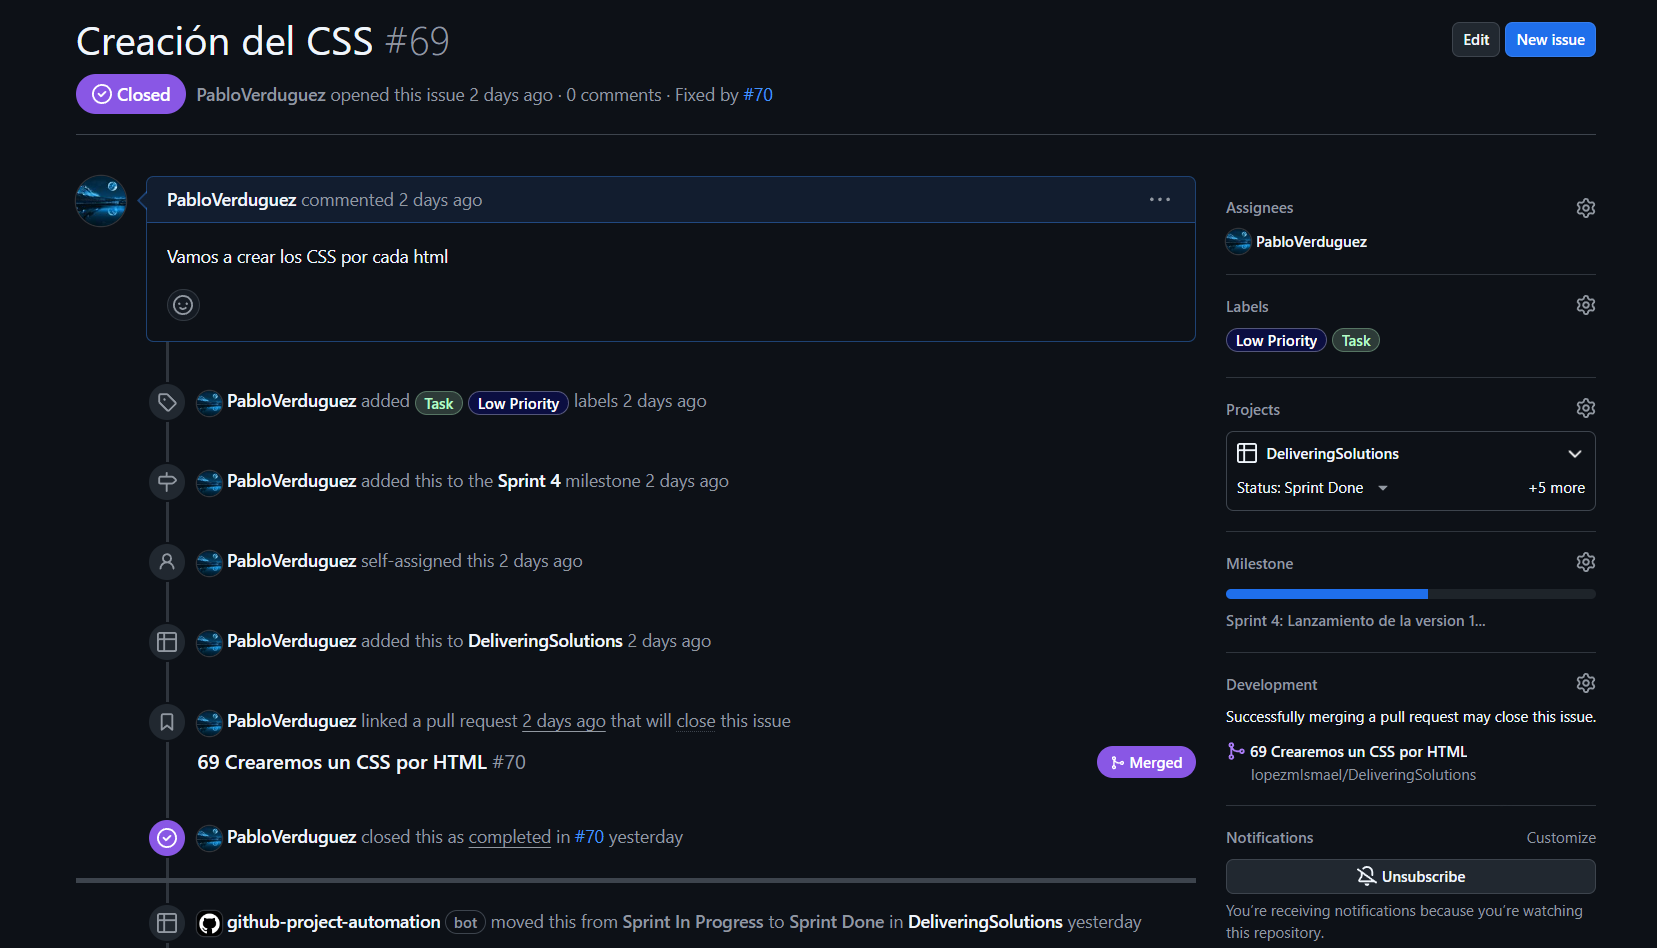 Creación del CSS #69
Edit
New issue
Closed
PabloVerduguez opened this issue 2 days ago · 0 comments · Fixed by #70
PabloVerduguez commented 2 days ago
Vamos a crear los CSS por cada html
PabloVerduguez added Task Low Priority labels 2 days ago
PabloVerduguez added this to the Sprint 4 milestone 2 days ago
PabloVerduguez self-assigned this 2 days ago
PabloVerduguez added this to DeliveringSolutions 2 days ago
PabloVerduguez linked a pull request 2 days ago that will close this issue
69 Crearemos un CSS por HTML #70
Merged
PabloVerduguez closed this as completed in #70 yesterday
github-project-automation bot moved this from Sprint In Progress to Sprint Done in DeliveringSolutions yesterday
Assignees
PabloVerduguez
Labels
Low Priority Task
Projects
DeliveringSolutions
Status: Sprint Done +5 more
Milestone
Sprint 4: Lanzamiento de la version 1...
Development
Successfully merging a pull request may close this issue.
69 Crearemos un CSS por HTML
lopezmIsmael/DeliveringSolutions
Notifications Customize
Unsubscribe
You're receiving notifications because you're watching
this repository.